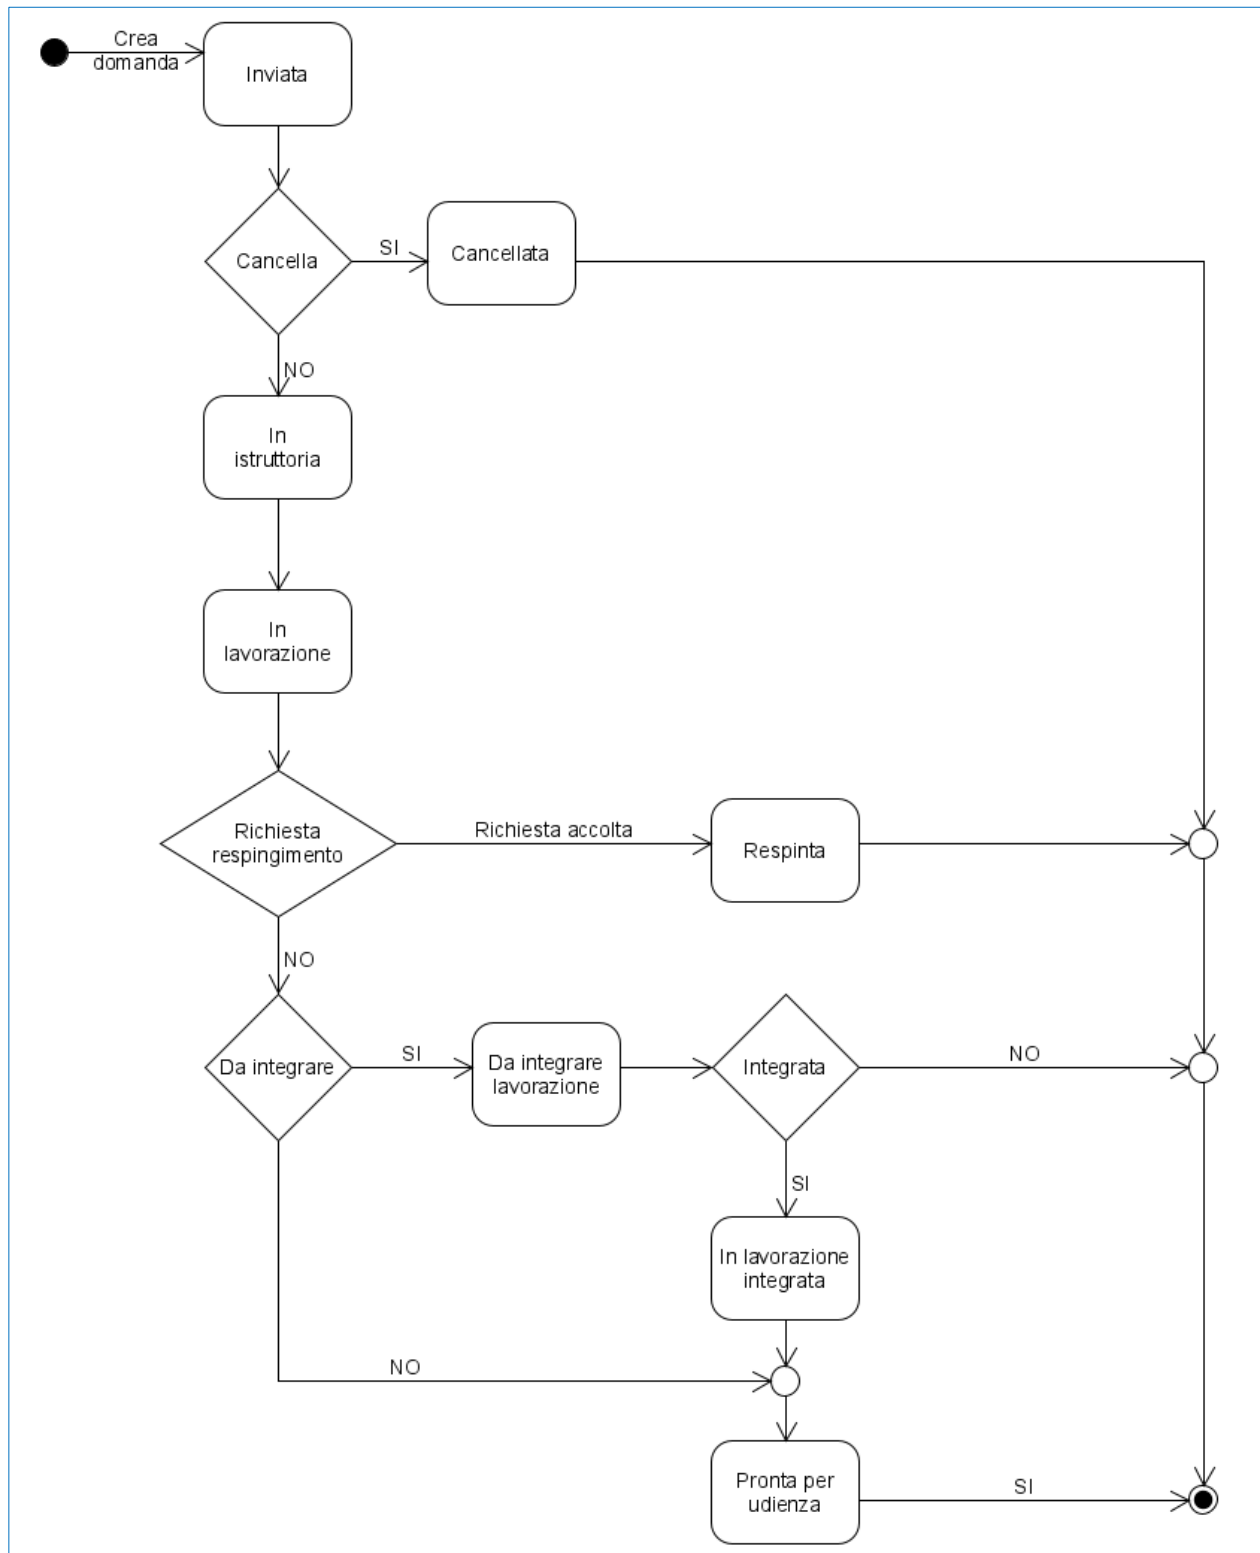 Crea
domanda
Inviata
Cancella
SI
Cancellata
NO
In
istruttoria
In
lavorazione
Richiesta
respingimento
Richiesta accolta
Respinta
NO
Da integrare
SI
Da integrare
lavorazione
Integrata
NO
SI
In lavorazione
integrata
NO
Pronta per
udienza
SI